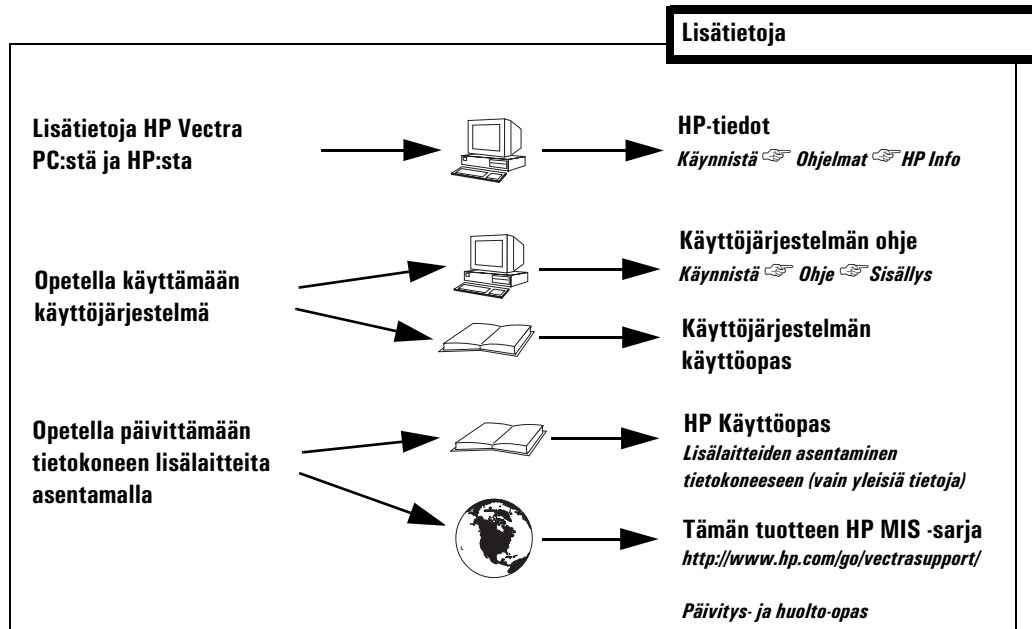 Lisätietoja
Lisätietoja HP Vectra
PC:stä ja HP:sta
HP-tiedot
Käynnistä ☞ Ohjelmat ☞ HP Info
Opetella käyttämään
käyttöjärjestelmä
Käyttöjärjestelmän ohje
Käynnistä ☞ Ohje ☞ Sisällys
Käyttöjärjestelmän
käyttöopas
Opetella päivittämään
tietokoneen lisälaitteita
asentamalla
HP Käyttöopas
Lisälaitteiden asentaminen
tietokoneeseen (vain yleisiä tietoja)
Tämän tuotteen HP MIS -sarja
http://www.hp.com/go/vectrasupport/
Päivitys- ja huolto-opas